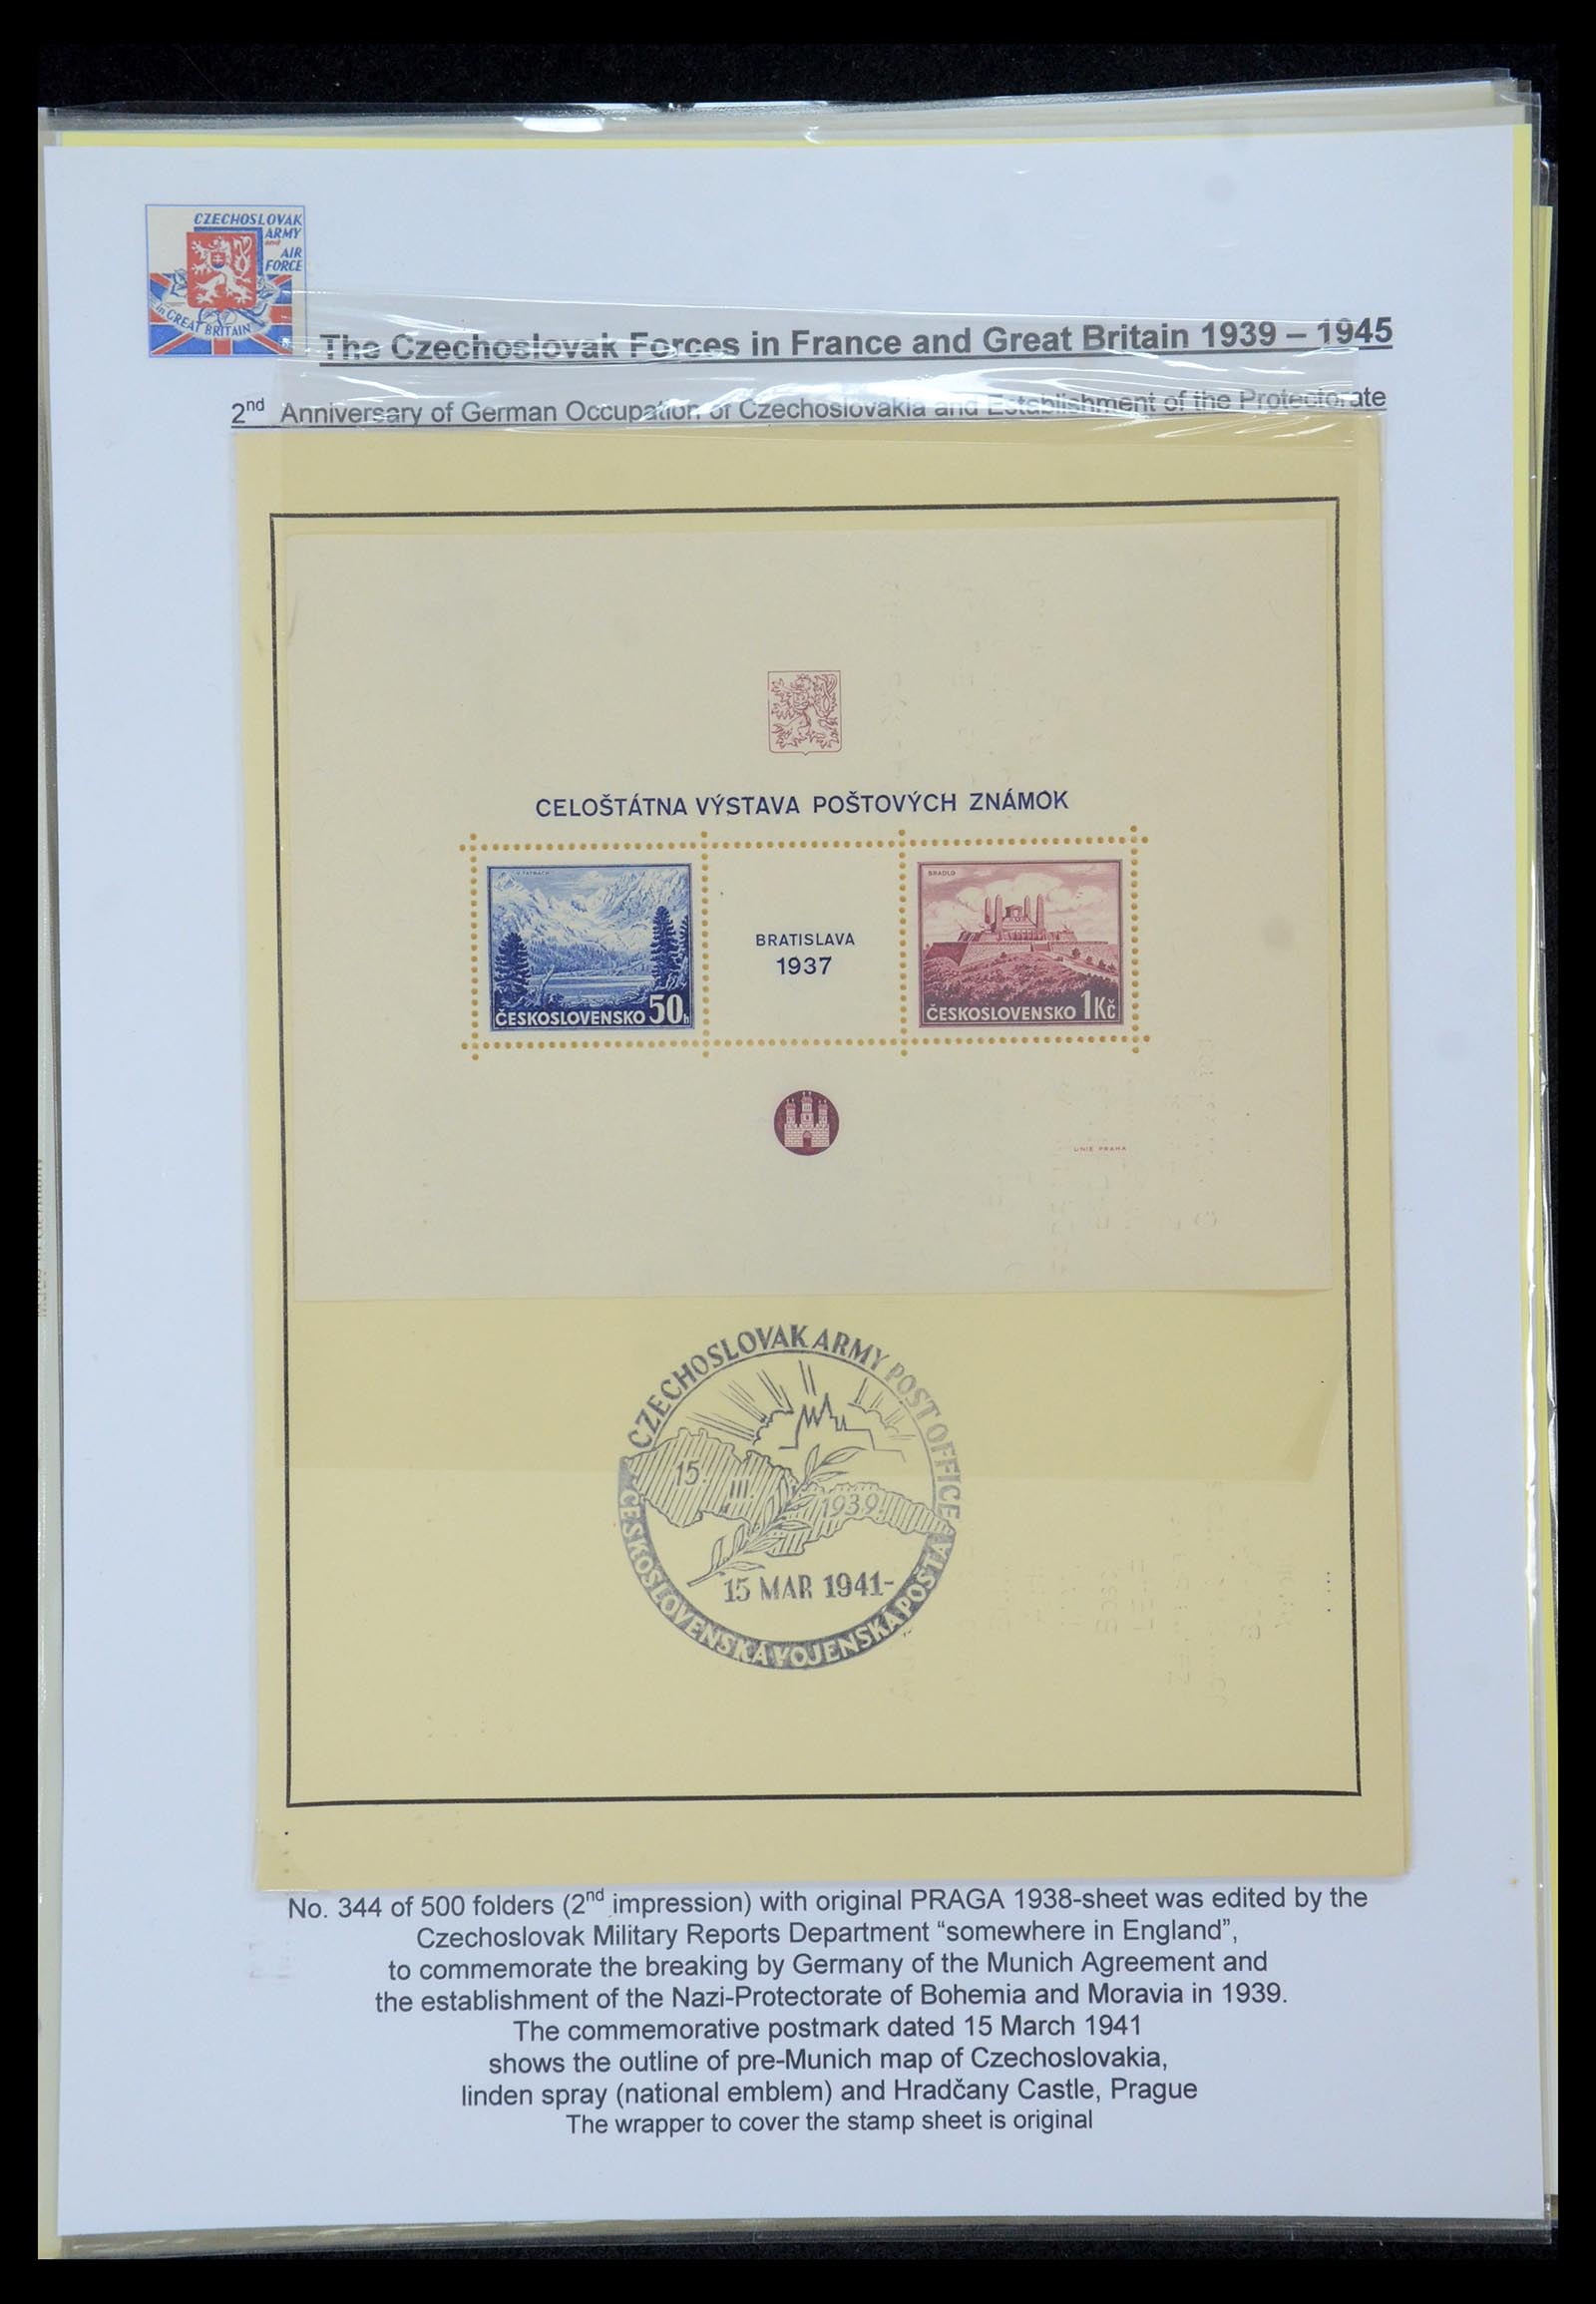 CZECHOSLOVAK
ARMY
and
AIR
FORCE
in GREAT BRITAIN
The Czechoslovak Forces in France and Great Britain 1939 – 1945
2nd Anniversary of German Occupation of Czechoslovakia and Establishment of the Protectorate
CELOŠTÁTNA VÝSTAVA POŠTOVÝCH ZNÁMOK
V TATRÁCH
BRADLO
BRATISLAVA
1937
ČESKOSLOVENSKO 50h
ČESKOSLOVENSKO 1Kč
UNIE PRAHA
CZECHOSLOVAK ARMY POST OFFICE
15 III 1939
15 MAR 1941-
ČESKOSLOVENSKÁ VOJENSKÁ POŠTA
No. 344 of 500 folders (2nd impression) with original PRAGA 1938-sheet was edited by the
Czechoslovak Military Reports Department “somewhere in England”,
to commemorate the breaking by Germany of the Munich Agreement and
the establishment of the Nazi-Protectorate of Bohemia and Moravia in 1939.
The commemorative postmark dated 15 March 1941
shows the outline of pre-Munich map of Czechoslovakia,
linden spray (national emblem) and Hradčany Castle, Prague
The wrapper to cover the stamp sheet is original